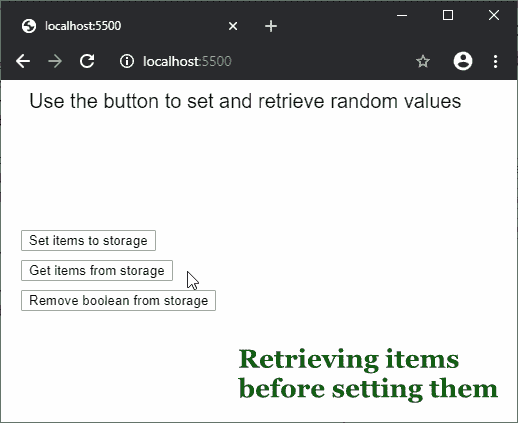 localhost:5500
localhost:5500
Use the button to set and retrieve random values
Set items to storage
Get items from storage
Remove boolean from storage
Retrieving items
before setting them